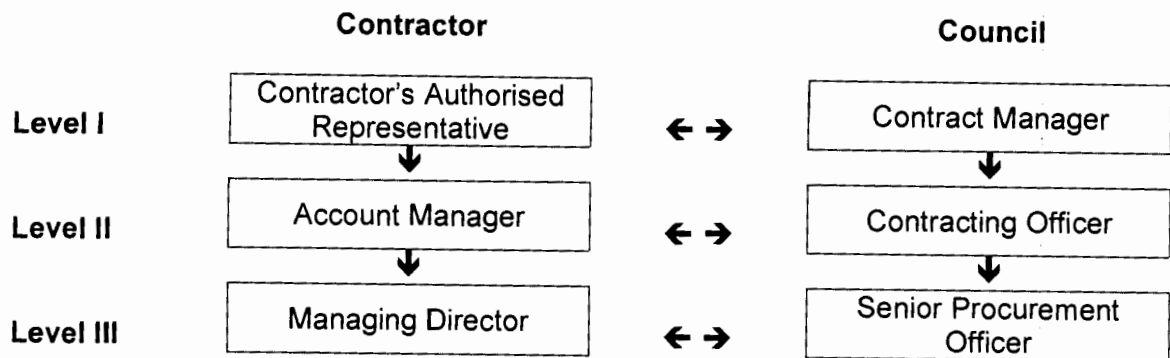 Contractor
Council
Level I
Contractor's Authorised
Representative
Contract Manager
Level II
Account Manager
Contracting Officer
Level III
Managing Director
Senior Procurement
Officer